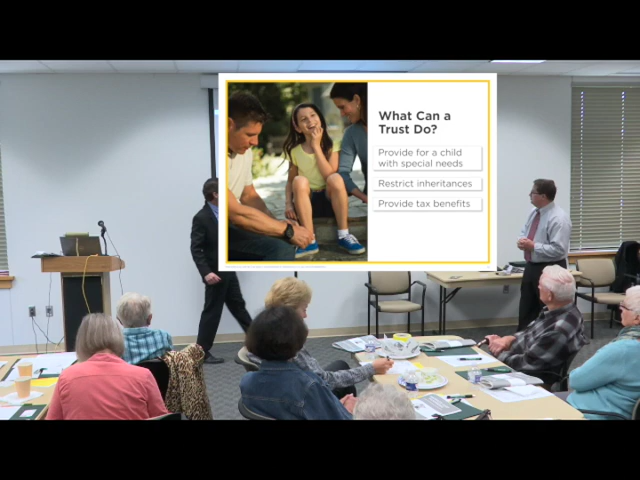 What Can a
Trust Do?
Provide for a child
with special needs
Restrict inheritances
Provide tax benefits